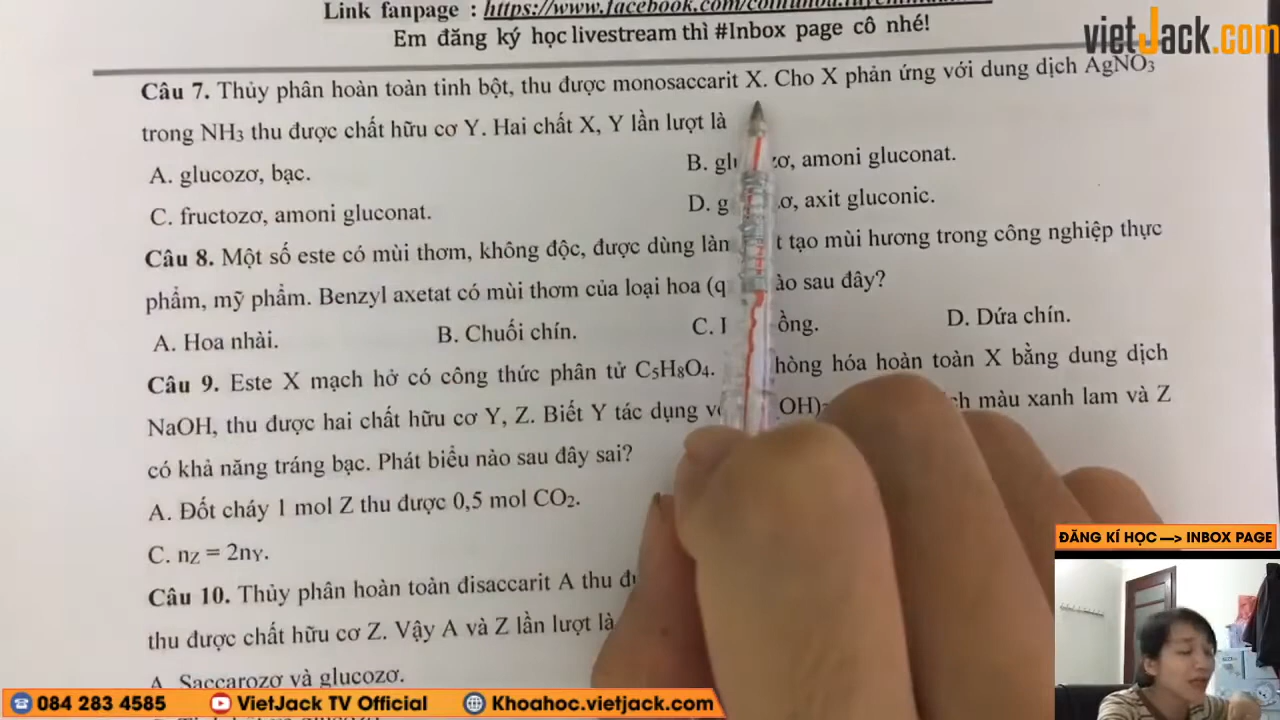 Link fanpage : https://www.facebook.com/
Em đăng ký học livestream thì #Inbox page cô nhé!
vietJack.com
Câu 7. Thủy phân hoàn toàn tinh bột, thu được monosaccarit X. Cho X phản ứng với dung dịch AgNO3
trong NH3 thu được chất hữu cơ Y. Hai chất X, Y lần lượt là
A. glucozơ, bạc.
B. amoni gluconat.
C. fructozơ, amoni gluconat.
D. axit gluconic.
Câu 8. Một số este có mùi thơm, không độc, được dùng làm t tạo mùi hương trong công nghiệp thực
phẩm, mỹ phẩm. Benzyl axetat có mùi thơm của loại hoa sau đây?
A. Hoa nhài.
B. Chuối chín.
C.
D. Dứa chín.
Câu 9. Este X mạch hở có công thức phân tử C5H8O4. hòng hóa hoàn toàn X bằng dung dịch
NaOH, thu được hai chất hữu cơ Y, Z. Biết Y tác dụng OH) màu xanh lam và Z
có khả năng tráng bạc. Phát biểu nào sau đây sai?
A. Đốt cháy 1 mol Z thu được 0,5 mol CO2.
C. nZ = 2nY.
Câu 10. Thủy phân hoàn toàn đisaccarit A thu
thu được chất hữu cơ Z. Vậy A và Z lần lượt là
A. Saccarozơ và glucozơ.
ĐĂNG KÍ HỌC —> INBOX PAGE
084 283 4585 VietJack TV Official Khoahoc.vietjack.com